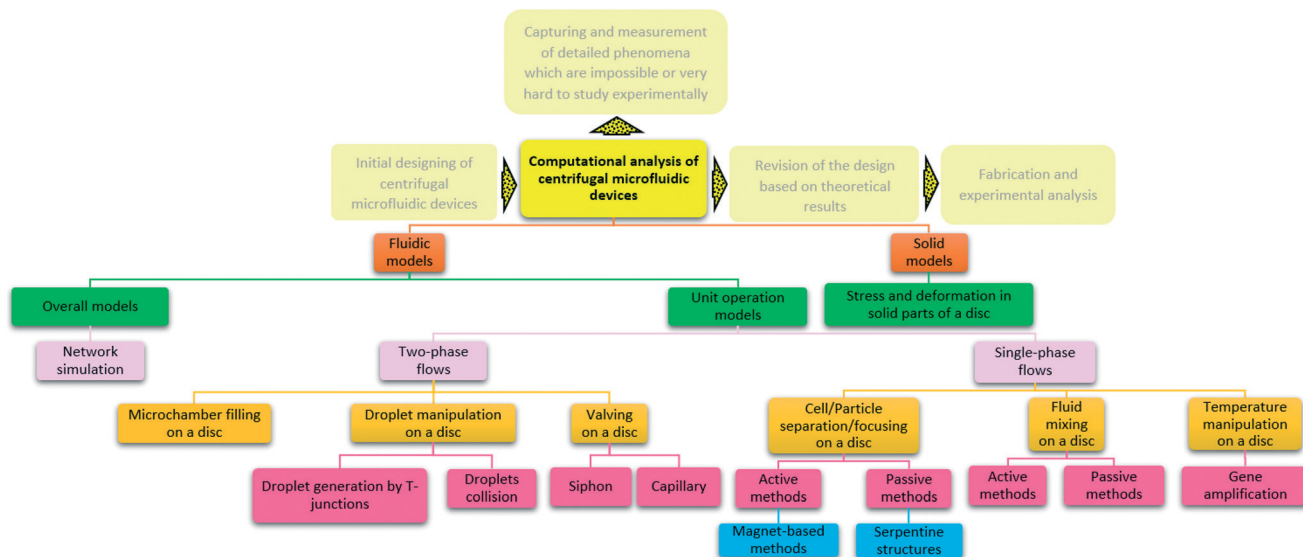 Capturing and measurement
of detailed phenomena
which are impossible or very
hard to study experimentally
Initial designing of
centrifugal
microfluidic devices
Computational analysis of
centrifugal microfluidic
devices
Revision of the design
based on theoretical
results
Fabrication and
experimental analysis
Fluidic
models
Solid
models
Overall models
Unit operation
models
Stress and deformation in
solid parts of a disc
Network
simulation
Two-phase
flows
Single-phase
flows
Microchamber filling
on a disc
Droplet manipulation
on a disc
Valving
on a disc
Cell/Particle
separation/focusing
on a disc
Fluid
mixing
on a disc
Temperature
manipulation
on a disc
Droplet generation by T-
junctions
Droplets
collision
Siphon
Capillary
Active
methods
Passive
methods
Active
methods
Passive
methods
Gene
amplification
Magnet-based
methods
Serpentine
structures